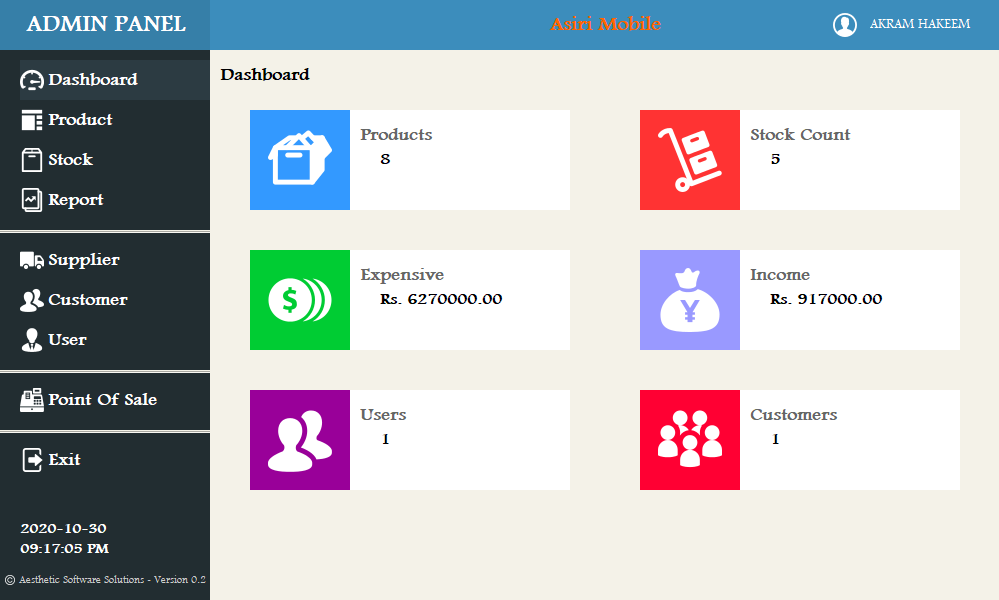 ADMIN PANEL
Asiri Mobile
AKRAM HAKEEM
Dashboard
Product
Stock
Report
Supplier
Customer
User
Point Of Sale
Exit
2020-10-30
09:17:05 PM
© Aesthetic Software Solutions - Version 0.2
Dashboard
Products
8
Stock Count
5
Expensive
Rs. 6270000.00
$
Income
Rs. 917000.00
¥
Users
1
Customers
1